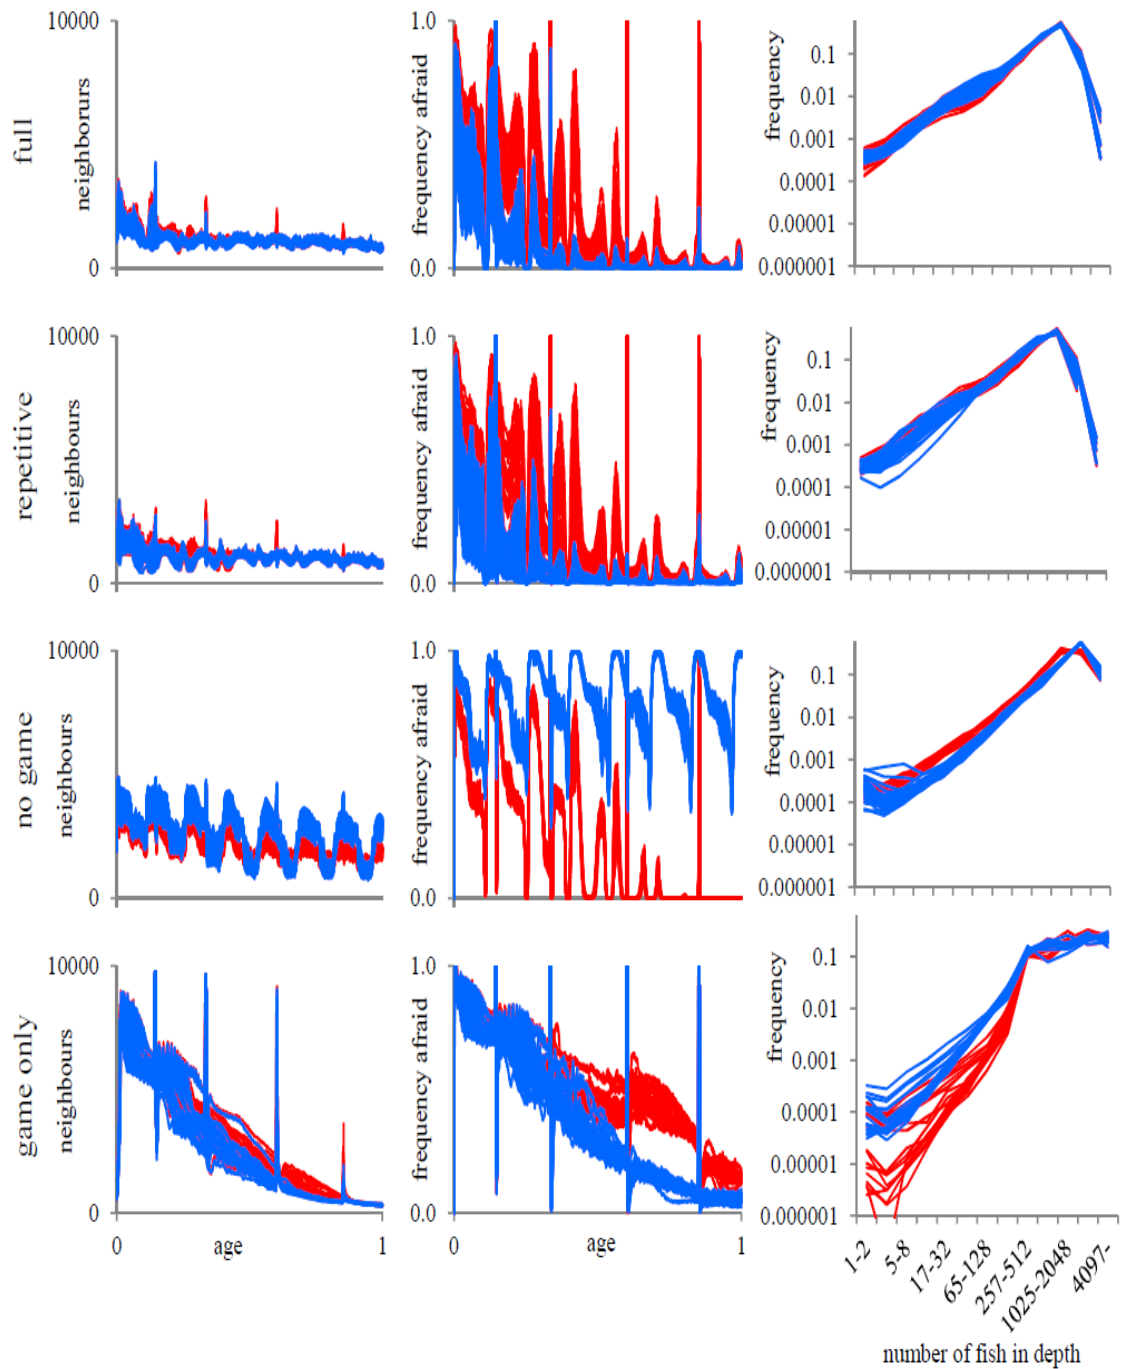 full
10000
neighbours
0
1.0
frequency afraid
0.0
frequency
0.1
0.01
0.001
0.0001
0.00001
0.000001
repetitive
10000
neighbours
0
1.0
frequency afraid
0.0
frequency
0.1
0.01
0.001
0.0001
0.00001
0.000001
no game
10000
neighbours
0
1.0
frequency afraid
0.0
frequency
0.1
0.01
0.001
0.0001
0.00001
0.000001
game only
10000
neighbours
0
0 age 1
1.0
frequency afraid
0.0
0 age 1
frequency
0.1
0.01
0.001
0.0001
0.00001
0.000001
1-2
5-8
17-32
65-128
257-512
1025-2048
4097-
number of fish in depth